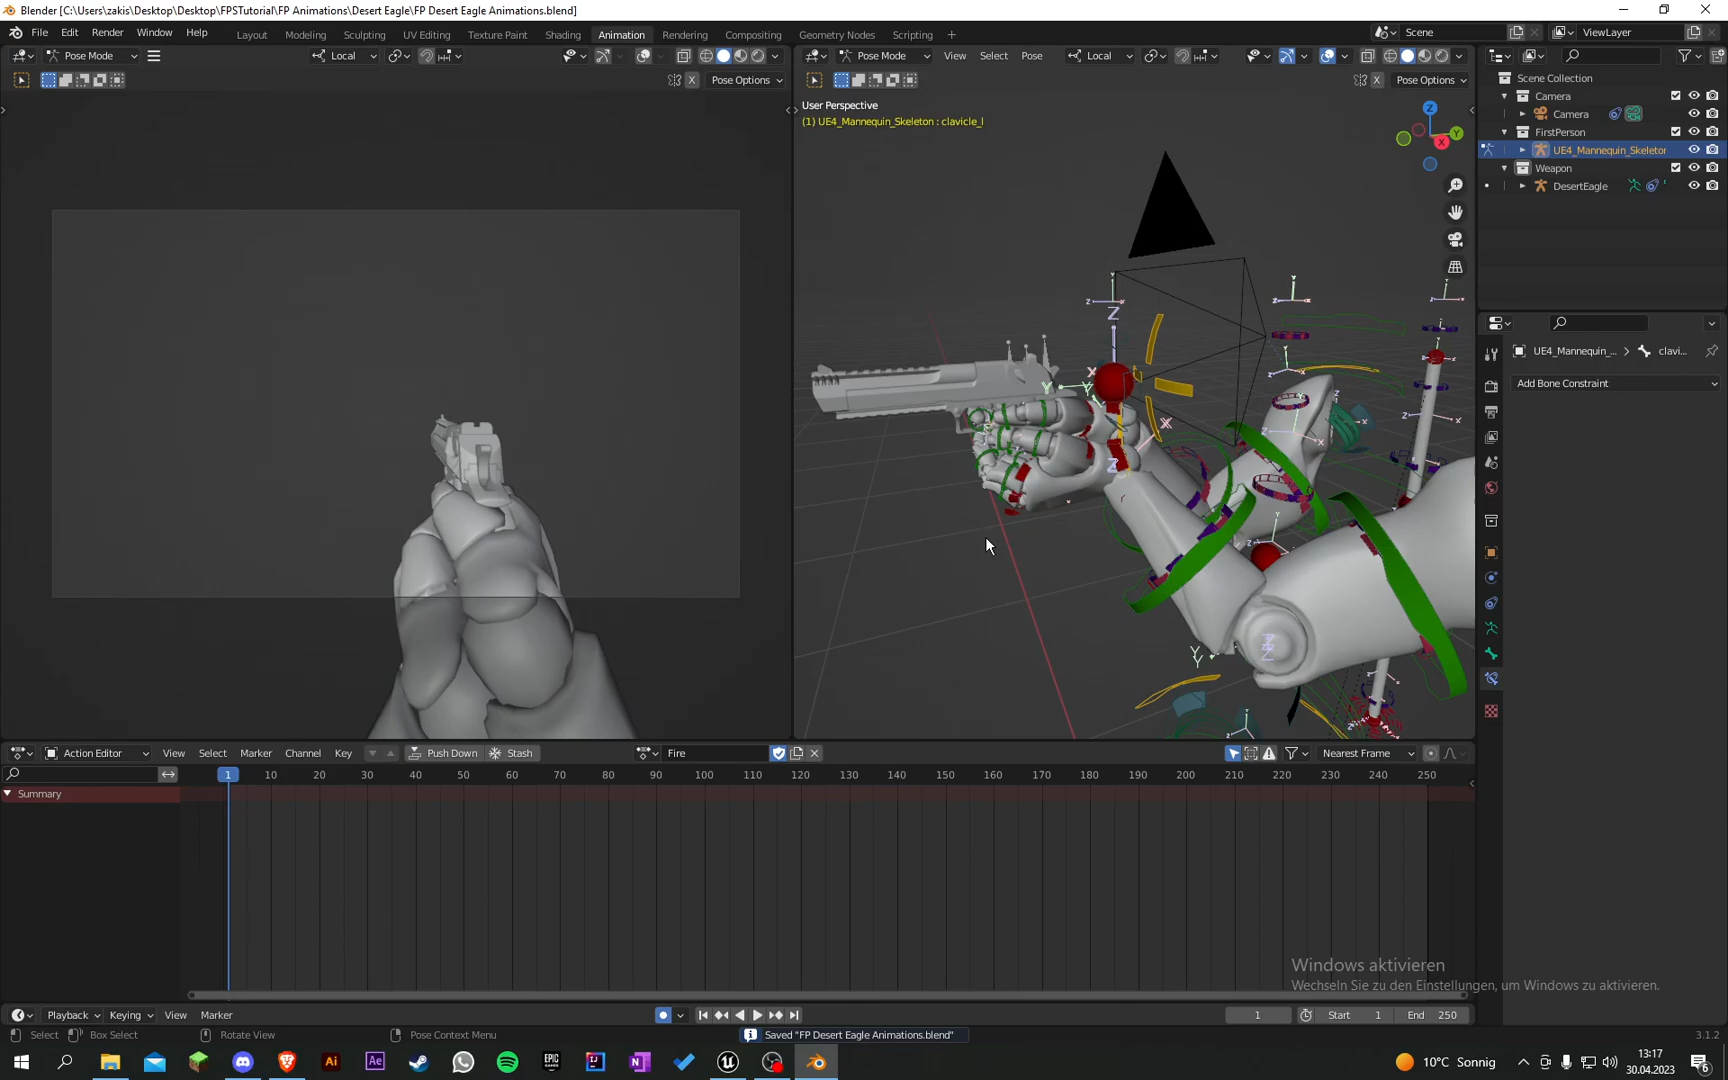 Blender [C:\Users\zakis\Desktop\Desktop\FPSTutorial\FP Animations\Desert Eagle\FP Desert Eagle Animations.blend]
File Edit Render Window Help Layout Modeling Sculpting UV Editing Texture Paint Shading Animation Rendering Compositing Geometry Nodes Scripting + Scene ViewLayer
Pose Mode Local Pose Mode View Select Pose Local
X Pose Options X Pose Options
Scene Collection
Camera
Camera
FirstPerson
UE4_Mannequin_Skeletor
Weapon
DesertEagle
User Perspective
(1) UE4_Mannequin_Skeleton : clavicle_l
UE4_Mannequin_... > clavi...
Add Bone Constraint
Action Editor View Select Marker Channel Key Push Down Stash Fire Nearest Frame
1 10 20 30 40 50 60 70 80 90 100 110 120 130 140 150 160 170 180 190 200 210 220 230 240 250
Summary
Windows aktivieren
Wechseln Sie zu den Einstellungen, um Windows zu aktivieren.
Playback Keying View Marker 1 Start 1 End 250
Select Box Select Rotate View Pose Context Menu Saved "FP Desert Eagle Animations.blend" 3.1.2
10°C Sonnig 13:17
30.04.2023
6